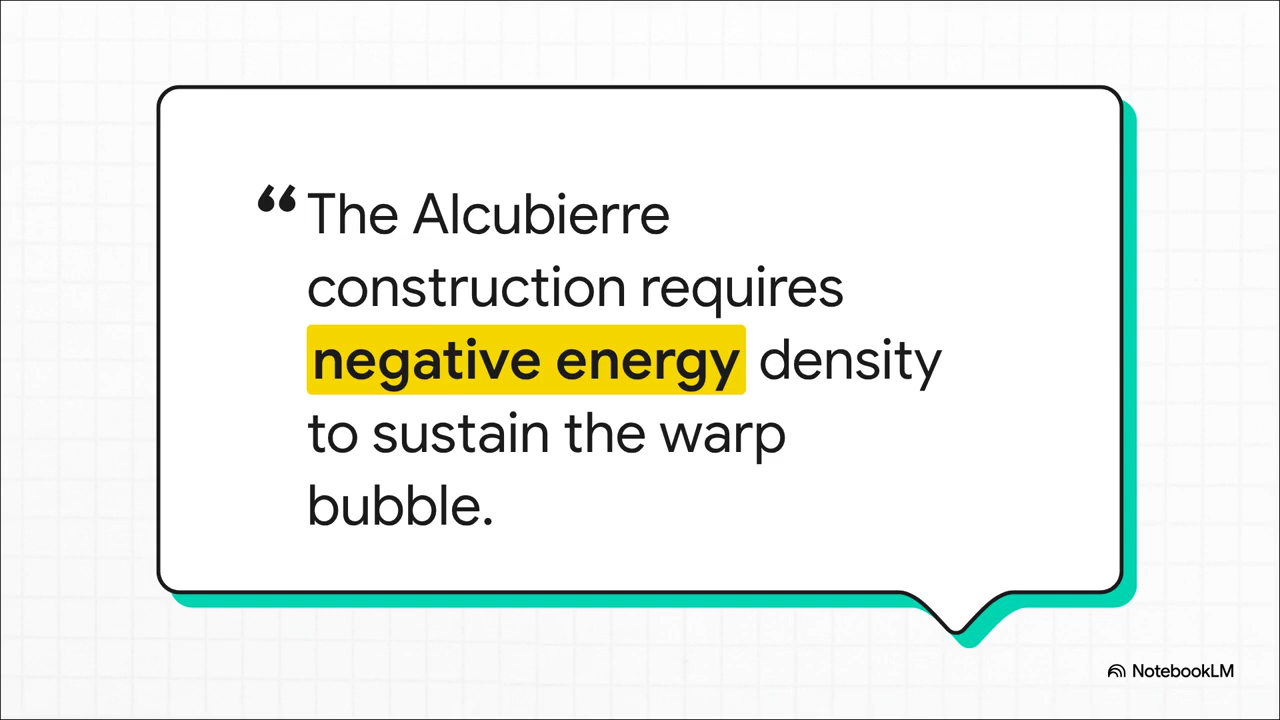 “The Alcubierre
construction requires
negative energy density
to sustain the warp
bubble.
NotebookLM